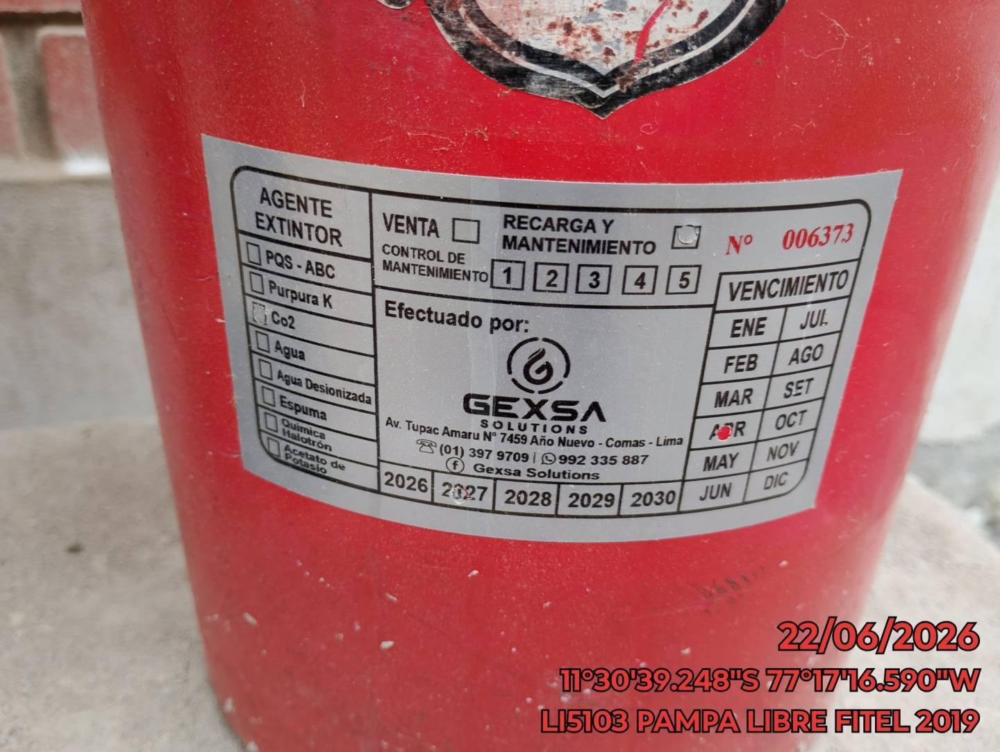 AGENTE
EXTINTOR
PQS - ABC
Purpura K
Co2
Agua
Agua Desionizada
Espuma
Quimica
Halotrón
Acetato de
Potasio
VENTA
RECARGA Y
MANTENIMIENTO
Nº 006373
CONTROL DE
MANTENIMIENTO 1 2 3 4 5
Efectuado por:
GEXSA
SOLUTIONS
Av. Tupac Amaru Nº 7459 Año Nuevo - Comas - Lima
(01) 397 9709 | 992 335 887
Gexsa Solutions
2026 2027 2028 2029 2030
VENCIMIENTO
ENE JUL
FEB AGO
MAR SET
APR OCT
MAY NOV
JUN DIC
22/06/2026
11°30'39.248"S 77°17'16.590"W
LI5103 PAMPA LIBRE FITEL 2019